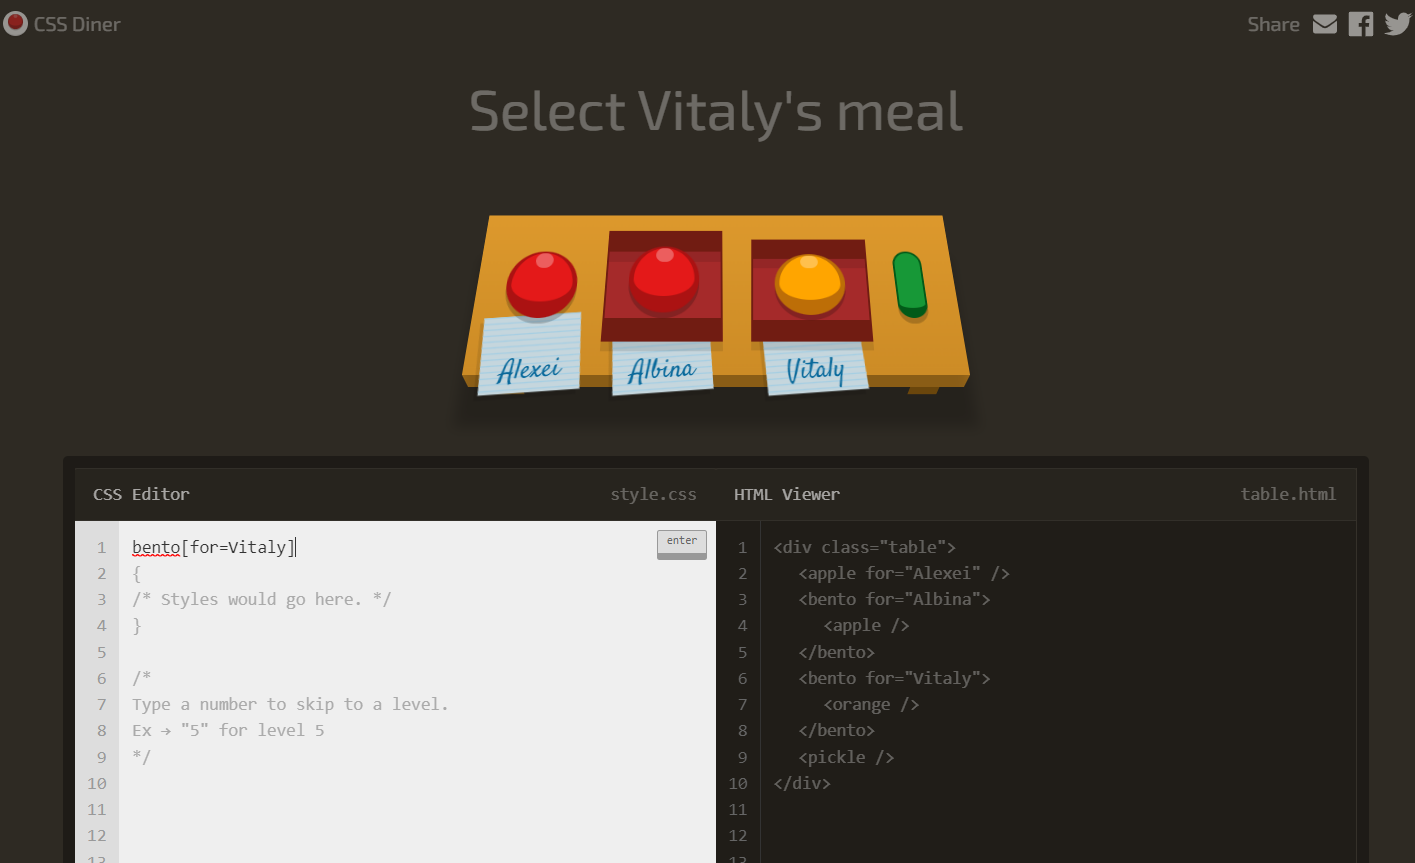 CSS Diner
Share
Select Vitaly's meal
Alexei
Albina
Vitaly
CSS Editor
style.css
1 bento[for=Vitaly]
enter
2 {
3 /* Styles would go here. */
4 }
5
6 /*
7 Type a number to skip to a level.
8 Ex → "5" for level 5
9 */
10
11
12
13
HTML Viewer
table.html
1 <div class="table">
2 <apple for="Alexei" />
3 <bento for="Albina">
4 <apple />
5 </bento>
6 <bento for="Vitaly">
7 <orange />
8 </bento>
9 <pickle />
10 </div>
11
12
13